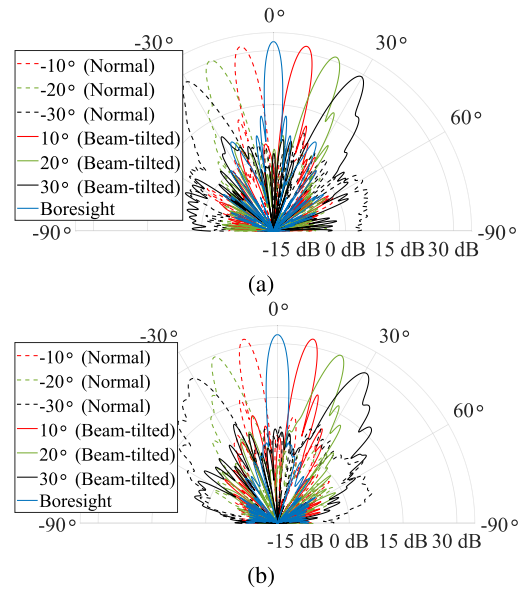 0°
-30°
30°
-10° (Normal)
-20° (Normal)
-30° (Normal)
10° (Beam-tilted)
20° (Beam-tilted)
30° (Beam-tilted)
Boresight
60°
-90°
-90°
-15 dB 0 dB 15 dB 30 dB
(a)
0°
-30°
30°
-10° (Normal)
-20° (Normal)
-30° (Normal)
10° (Beam-tilted)
20° (Beam-tilted)
30° (Beam-tilted)
Boresight
60°
-90°
-90°
-15 dB 0 dB 15 dB 30 dB
(b)